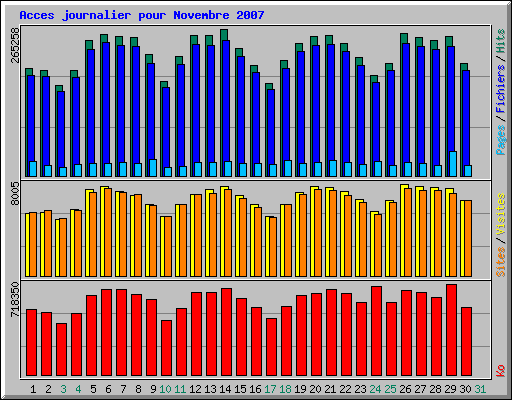 Acces journalier pour Novembre 2007
265258
Pages / Fichiers / Hits
8005
Sites / Visites
718350
Ko
1 2 3 4 5 6 7 8 9 10 11 12 13 14 15 16 17 18 19 20 21 22 23 24 25 26 27 28 29 30 31